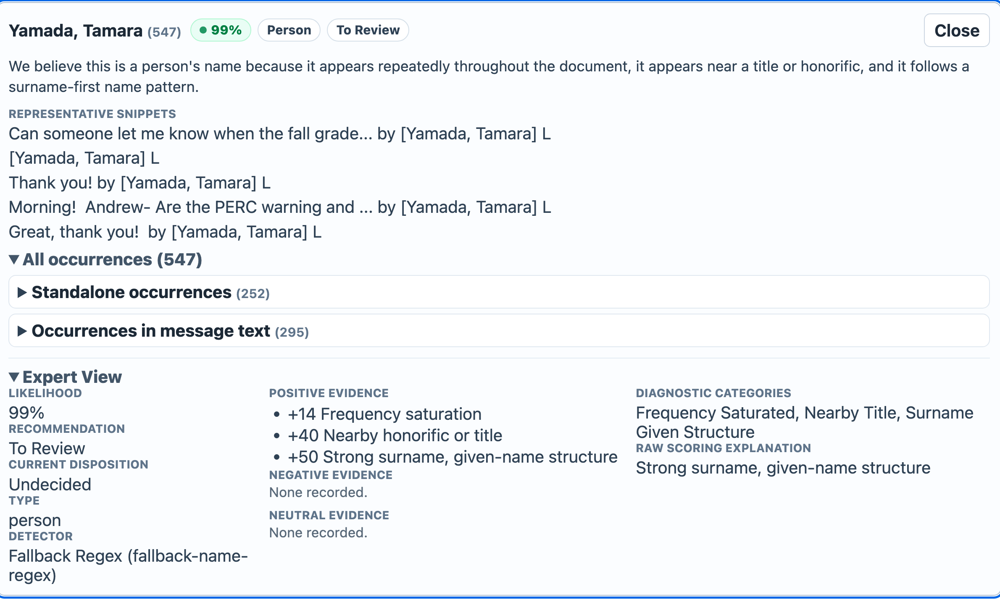 Yamada, Tamara (547) 99% Person To Review Close
We believe this is a person's name because it appears repeatedly throughout the document, it appears near a title or honorific, and it follows a
surname-first name pattern.
REPRESENTATIVE SNIPPETS
Can someone let me know when the fall grade... by [Yamada, Tamara] L
[Yamada, Tamara] L
Thank you! by [Yamada, Tamara] L
Morning!  Andrew- Are the PERC warning and ... by [Yamada, Tamara] L
Great, thank you!  by [Yamada, Tamara] L
▼ All occurrences (547)
▶ Standalone occurrences (252)
▶ Occurrences in message text (295)
▼ Expert View
LIKELIHOOD
99%
RECOMMENDATION
To Review
CURRENT DISPOSITION
Undecided
TYPE
person
DETECTOR
Fallback Regex (fallback-name-
regex)
POSITIVE EVIDENCE
• +14 Frequency saturation
• +40 Nearby honorific or title
• +50 Strong surname, given-name structure
NEGATIVE EVIDENCE
None recorded.
NEUTRAL EVIDENCE
None recorded.
DIAGNOSTIC CATEGORIES
Frequency Saturated, Nearby Title, Surname
Given Structure
RAW SCORING EXPLANATION
Strong surname, given-name structure